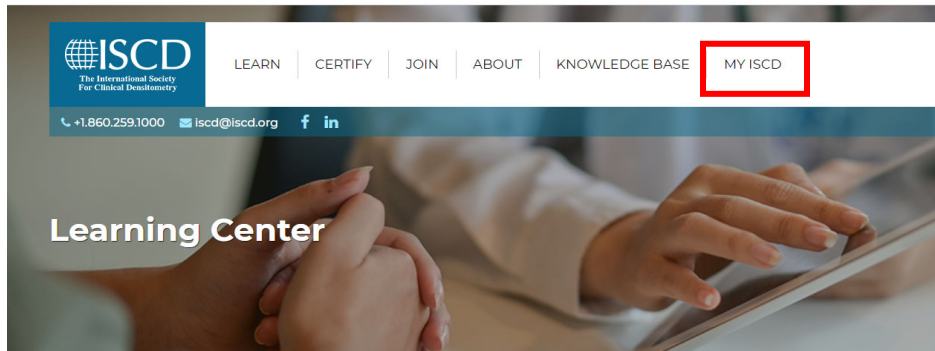 ISCD
The International Society
For Clinical Densitometry
LEARN CERTIFY JOIN ABOUT KNOWLEDGE BASE MY ISCD
+1.860.259.1000 iscd@iscd.org f in
Learning Center